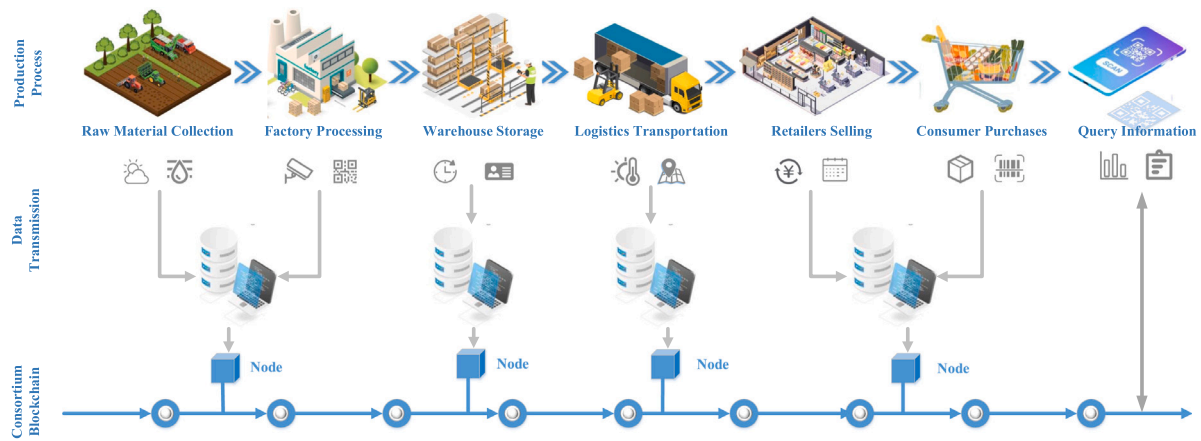 Production
Process
Raw Material Collection
Factory Processing
Warehouse Storage
Logistics Transportation
Retailers Selling
Consumer Purchases
SCAN
Query Information
Data
Transmission
¥
Consortium
Blockchain
Node
Node
Node
Node